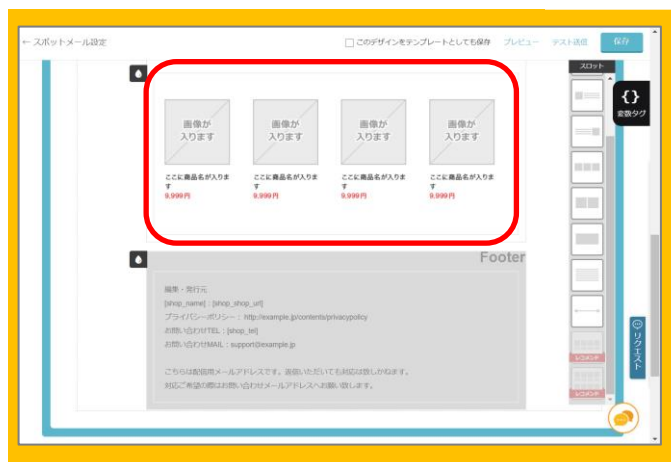 ← スポットメール設定
このデザインをテンプレートとしても保存 プレビュー テスト送信 保存
スロット
{}
変数タグ
画像が
入ります
画像が
入ります
画像が
入ります
画像が
入ります
ここに商品名が入りま
す
9,999円
ここに商品名が入りま
す
9,999円
ここに商品名が入りま
す
9,999円
ここに商品名が入りま
す
9,999円
Footer
編集・発行元
[shop_name] : [shop_shop_url]
プライバシーポリシー : http://example.jp/contents/privacypolicy
お問い合わせTEL : [shop_tel]
お問い合わせMAIL : support@example.jp
こちらは配信用メールアドレスです。返信いただいても対応は致しかねます。
対応ご希望の際はお問い合わせメールアドレスへお願い致します。
リクエスト
レコメンド
レコメンド